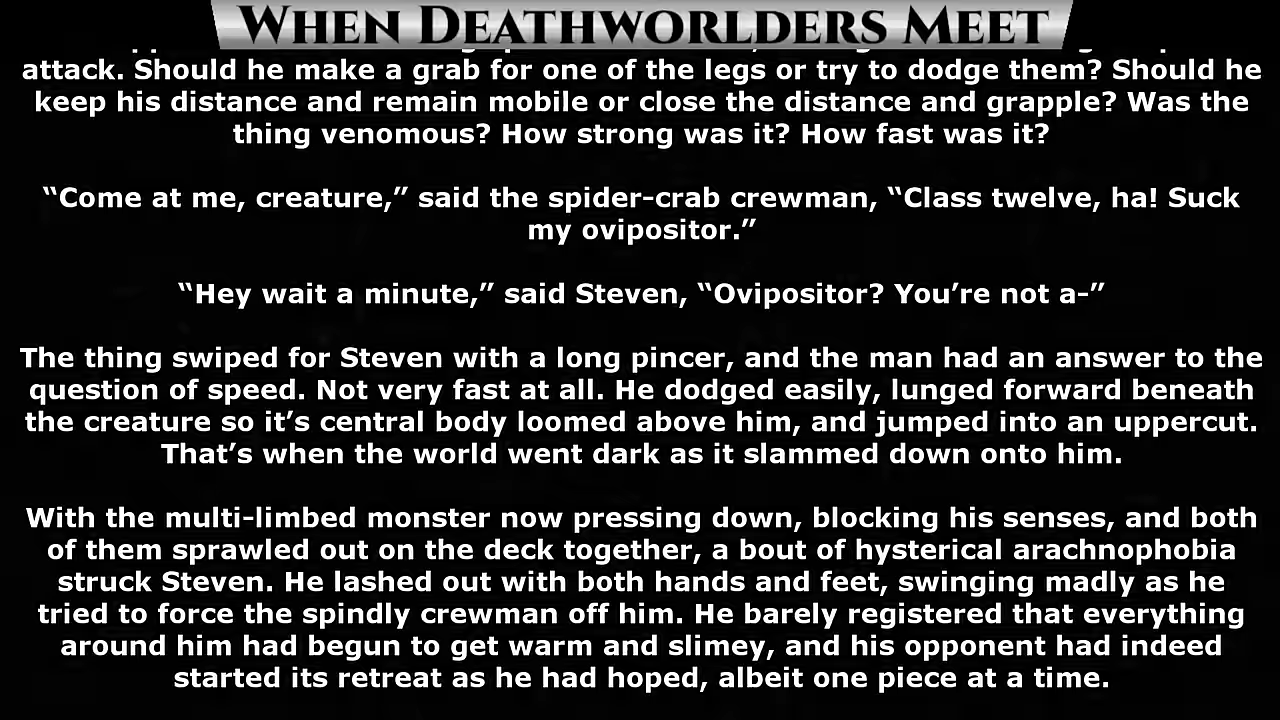 When Deathworlders Meet
attack. Should he make a grab for one of the legs or try to dodge them? Should he
keep his distance and remain mobile or close the distance and grapple? Was the
thing venomous? How strong was it? How fast was it?
“Come at me, creature,” said the spider-crab crewman, “Class twelve, ha! Suck
my ovipositor.”
“Hey wait a minute,” said Steven, “Ovipositor? You’re not a-”
The thing swiped for Steven with a long pincer, and the man had an answer to the
question of speed. Not very fast at all. He dodged easily, lunged forward beneath
the creature so it’s central body loomed above him, and jumped into an uppercut.
That’s when the world went dark as it slammed down onto him.
With the multi-limbed monster now pressing down, blocking his senses, and both
of them sprawled out on the deck together, a bout of hysterical arachnophobia
struck Steven. He lashed out with both hands and feet, swinging madly as he
tried to force the spindly crewman off him. He barely registered that everything
around him had begun to get warm and slimey, and his opponent had indeed
started its retreat as he had hoped, albeit one piece at a time.